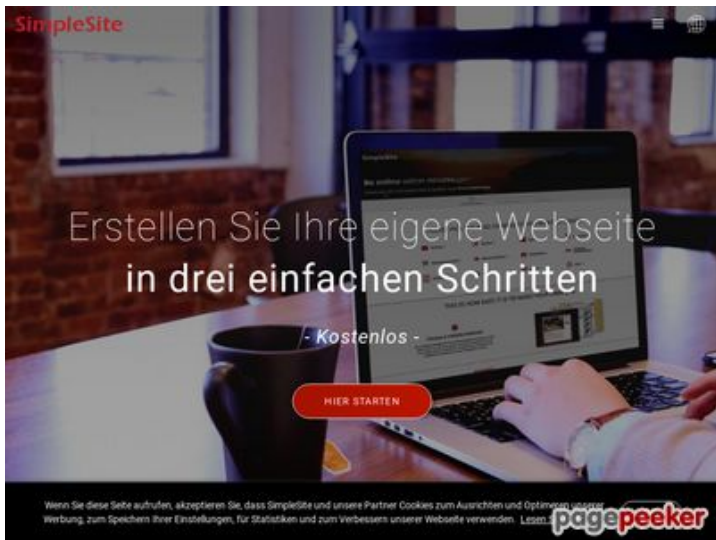 SimpleSite
Erstellen Sie Ihre eigene Webseite
in drei einfachen Schritten
- Kostenlos -
HIER STARTEN
Wenn Sie diese Seite aufrufen, akzeptieren Sie, dass SimpleSite und unsere Partner Cookies zum Ausrichten und Optimieren unserer
Werbung, zum Speichern Ihrer Einstellungen, für Statistiken und zum Verbessern unserer Webseite verwenden. Lesen
pagepeeker